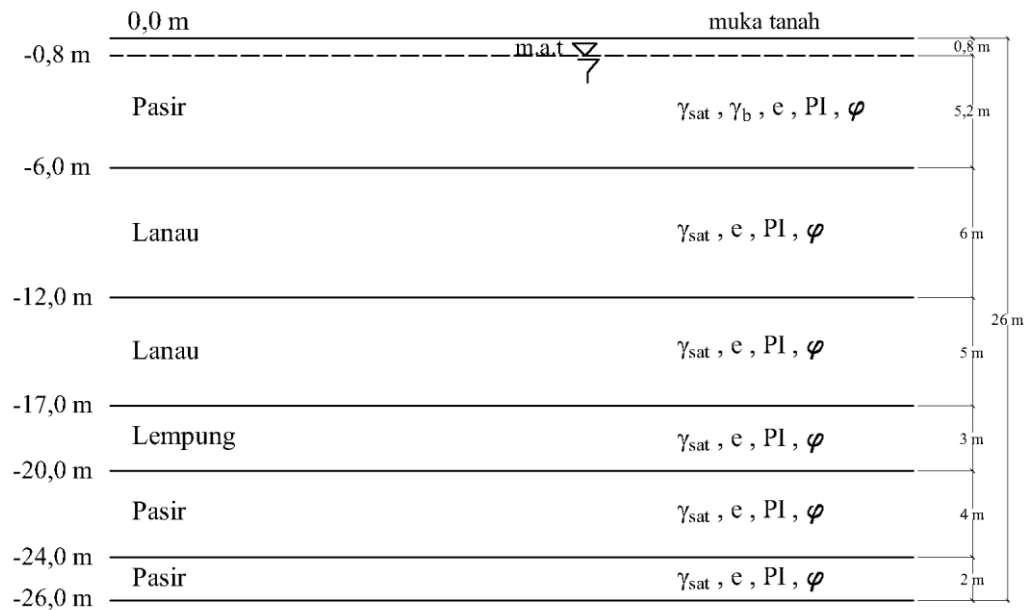 0,0 m muka tanah
-0,8 m m.a.t 0,8 m
Pasir γsat , γb , e , PI , φ 5,2 m
-6,0 m
Lanau γsat , e , PI , φ 6 m
-12,0 m
26 m
Lanau γsat , e , PI , φ 5 m
-17,0 m
Lempung γsat , e , PI , φ 3 m
-20,0 m
Pasir γsat , e , PI , φ 4 m
-24,0 m
Pasir γsat , e , PI , φ 2 m
-26,0 m